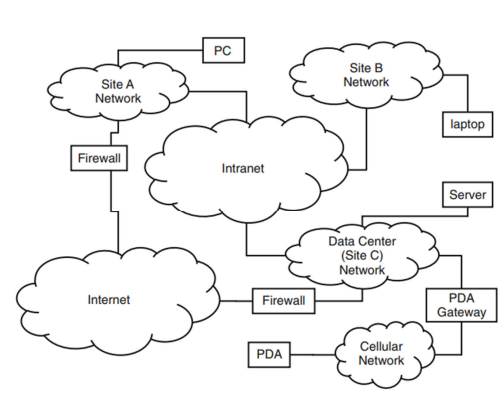 PC
Site A
Network
Site B
Network
laptop
Firewall
Intranet
Server
Data Center
(Site C)
Network
Internet
Firewall
PDA
Gateway
PDA
Cellular
Network